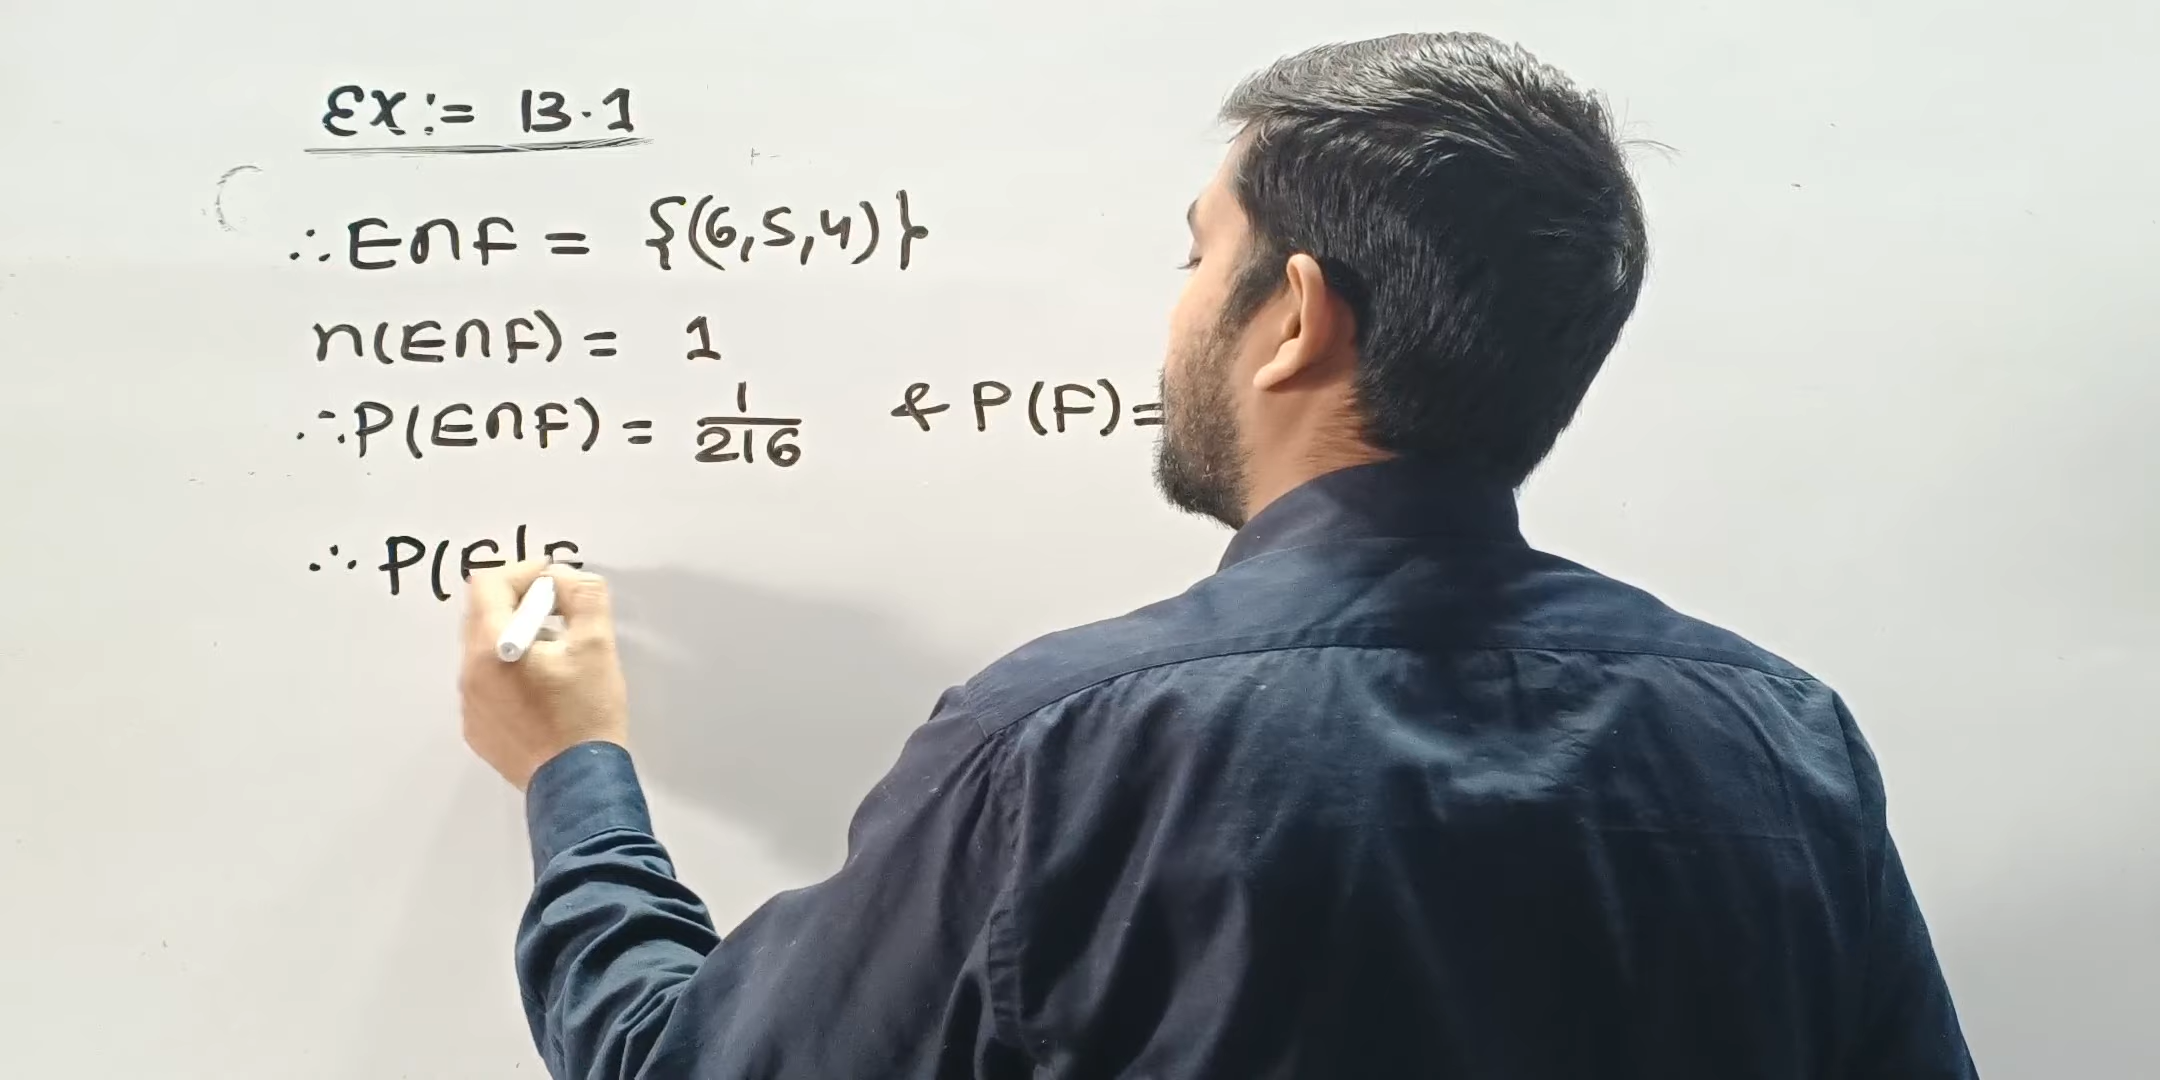 Ex:= 13.1
∴ E∩F = {(6,5,4)}
n(E∩F) = 1
∴ P(E∩F) = 1/216 & P(F) =
∴ P(E|F